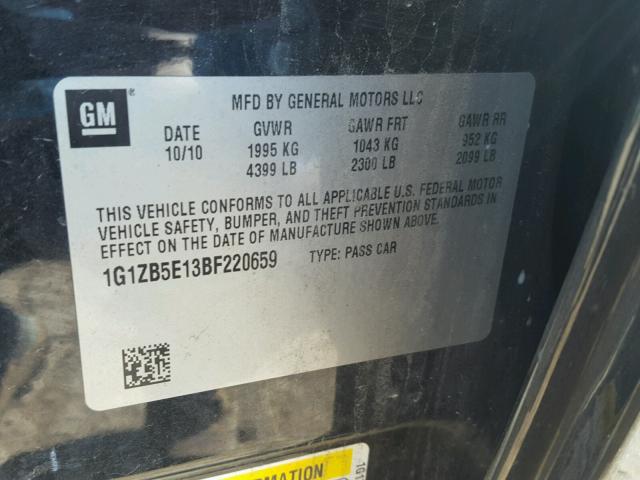 GM ®
MFD BY GENERAL MOTORS LLC
DATE GVWR GAWR FRT GAWR RR
10/10 1995 KG 1043 KG 952 KG
4399 LB 2300 LB 2099 LB
THIS VEHICLE CONFORMS TO ALL APPLICABLE U.S. FEDERAL MOTOR
VEHICLE SAFETY, BUMPER, AND THEFT PREVENTION STANDARDS IN
EFFECT ON THE DATE OF MANUFACTURE SHOWN ABOVE.
1G1ZB5E13BF220659 TYPE: PASS CAR